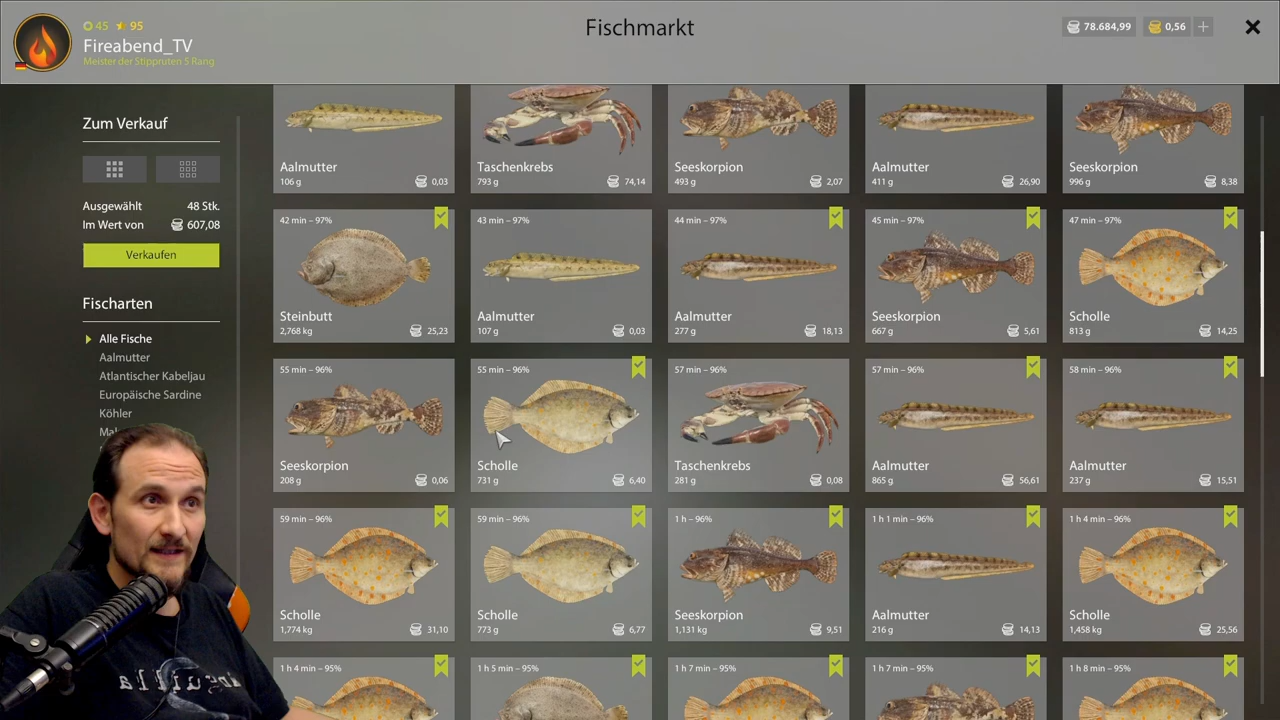 45 95
Fireabend_TV
Meister der Stippruten 5 Rang
Fischmarkt
78.684,99
0,56
Zum Verkauf
Ausgewählt 48 Stk.
Im Wert von 607,08
Verkaufen
Fischarten
Alle Fische
Aalmutter
Atlantischer Kabeljau
Europäische Sardine
Köhler
Aalmutter
106 g 0,03
Taschenkrebs
793 g 74,14
Seeskorpion
493 g 2,07
Aalmutter
411 g 26,90
Seeskorpion
996 g 8,38
42 min – 97%
Steinbutt
2,768 kg 25,23
43 min – 97%
Aalmutter
107 g 0,03
44 min – 97%
Aalmutter
277 g 18,13
45 min – 97%
Seeskorpion
667 g 5,61
47 min – 97%
Scholle
813 g 14,25
55 min – 96%
Seeskorpion
208 g 0,06
55 min – 96%
Scholle
731 g 6,40
57 min – 96%
Taschenkrebs
281 g 0,08
57 min – 96%
Aalmutter
865 g 56,61
58 min – 96%
Aalmutter
237 g 15,51
59 min – 96%
Scholle
1,774 kg 31,10
59 min – 96%
Scholle
773 g 6,77
1 h – 96%
Seeskorpion
1,131 kg 9,51
1 h 1 min – 96%
Aalmutter
216 g 14,13
1 h 4 min – 96%
Scholle
1,458 kg 25,56
1 h 4 min – 95%
1 h 5 min – 95%
1 h 7 min – 95%
1 h 7 min – 95%
1 h 8 min – 95%